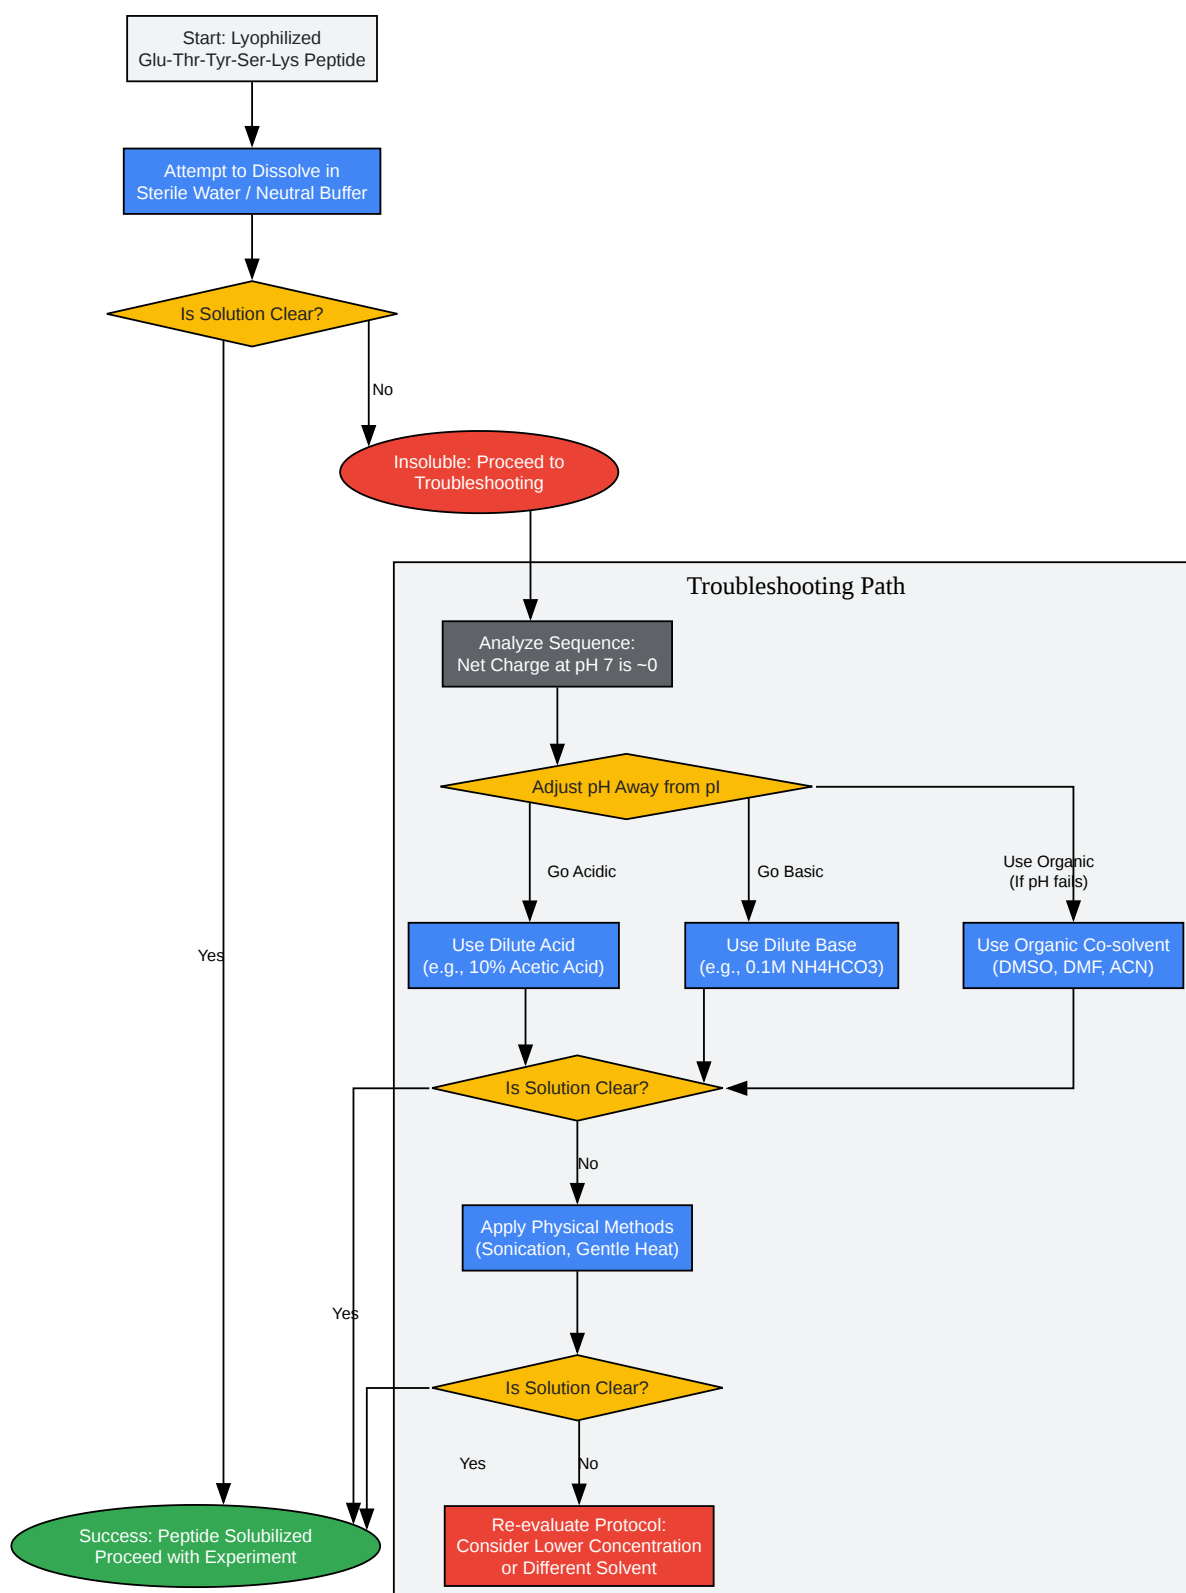 Start: Lyophilized
Glu-Thr-Tyr-Ser-Lys Peptide
Attempt to Dissolve in
Sterile Water / Neutral Buffer
Is Solution Clear?
No
Insoluble: Proceed to
Troubleshooting
Troubleshooting Path
Analyze Sequence:
Net Charge at pH 7 is ~0
Adjust pH Away from pI
Go Acidic
Go Basic
Use Organic
(If pH fails)
Use Dilute Acid
(e.g., 10% Acetic Acid)
Use Dilute Base
(e.g., 0.1M NH4HCO3)
Use Organic Co-solvent
(DMSO, DMF, ACN)
Yes
Is Solution Clear?
No
Apply Physical Methods
(Sonication, Gentle Heat)
Yes
Is Solution Clear?
Yes
No
Success: Peptide Solubilized
Proceed with Experiment
Re-evaluate Protocol:
Consider Lower Concentration
or Different Solvent